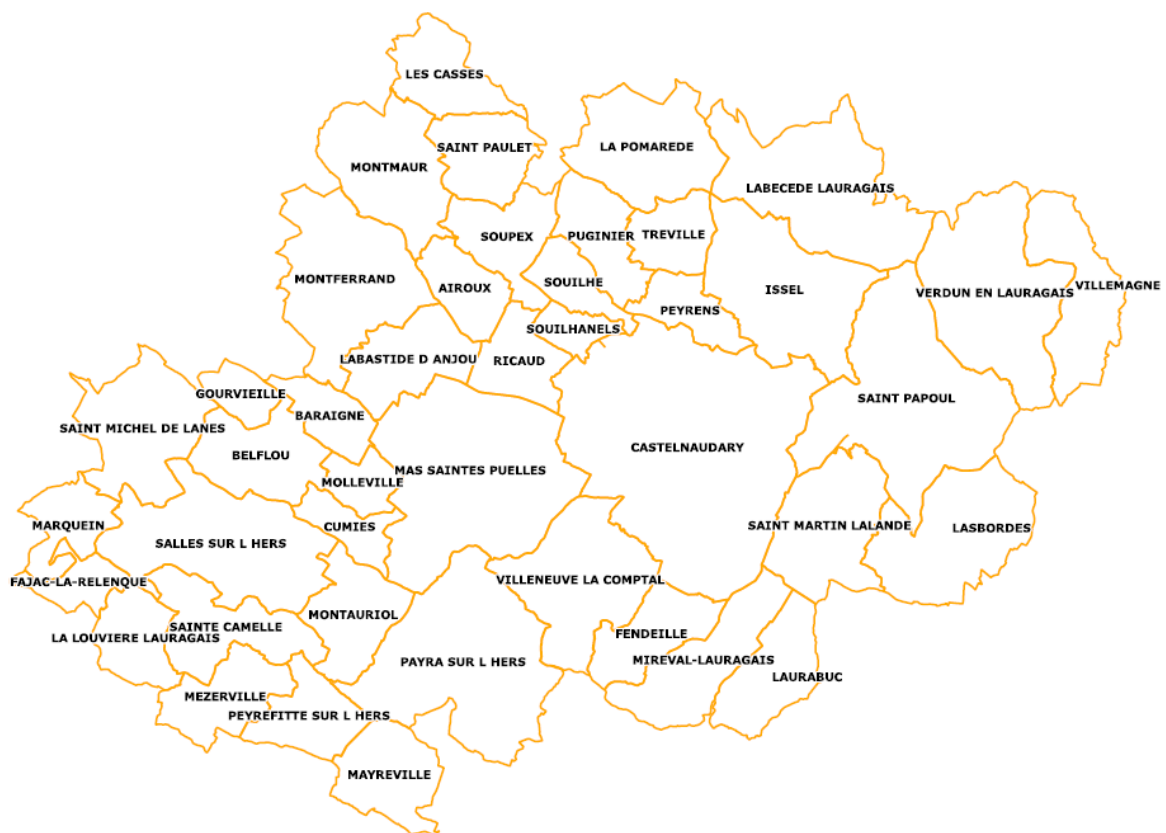 LES CASSES
SAINT PAULET
LA POMAREDE
MONTMAUR
LABECEDE LAURAGAIS
SOUPEX
PUGINIER
TREVILLE
MONTFERRAND
AIROUX
SOUILHE
ISSEL
VERDUN EN LAURAGAIS
VILLEMAGNE
PEYRENS
SOUILHANELS
LABASTIDE D ANJOU
RICAUD
GOURVIEILLE
SAINT PAPOUL
BARAIGNE
SAINT MICHEL DE LANES
BELFLOU
CASTELNAUDARY
MAS SAINTES PUELLES
MOLLEVILLE
MARQUEIN
CUMIES
SAINT MARTIN LALANDE
LASBORDES
SALLES SUR L HERS
FAJAC-LA-RELENQUE
VILLENEUVE LA COMPTAL
MONTAURIOL
SAINTE CAMELLE
LA LOUVIERE LAURAGAIS
FENDEILLE
PAYRA SUR L HERS
MIREVAL-LAURAGAIS
LAURABUC
MEZERVILLE
PEYREFITTE SUR L HERS
MAYREVILLE